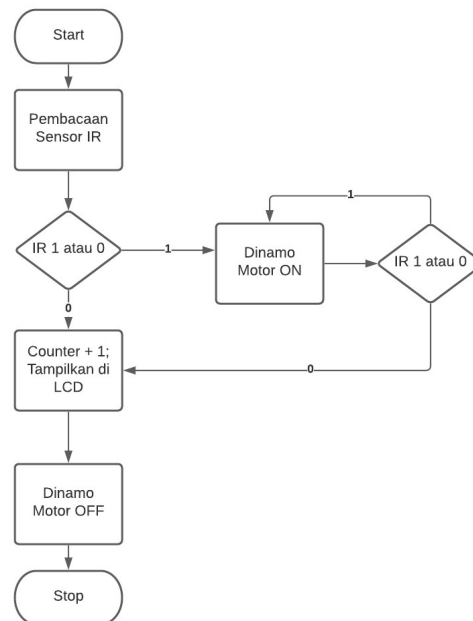 Start
Pembacaan
Sensor IR
IR 1 atau 0
1
Dinamo
Motor ON
1
IR 1 atau 0
0
0
Counter + 1;
Tampilkan di
LCD
Dinamo
Motor OFF
Stop